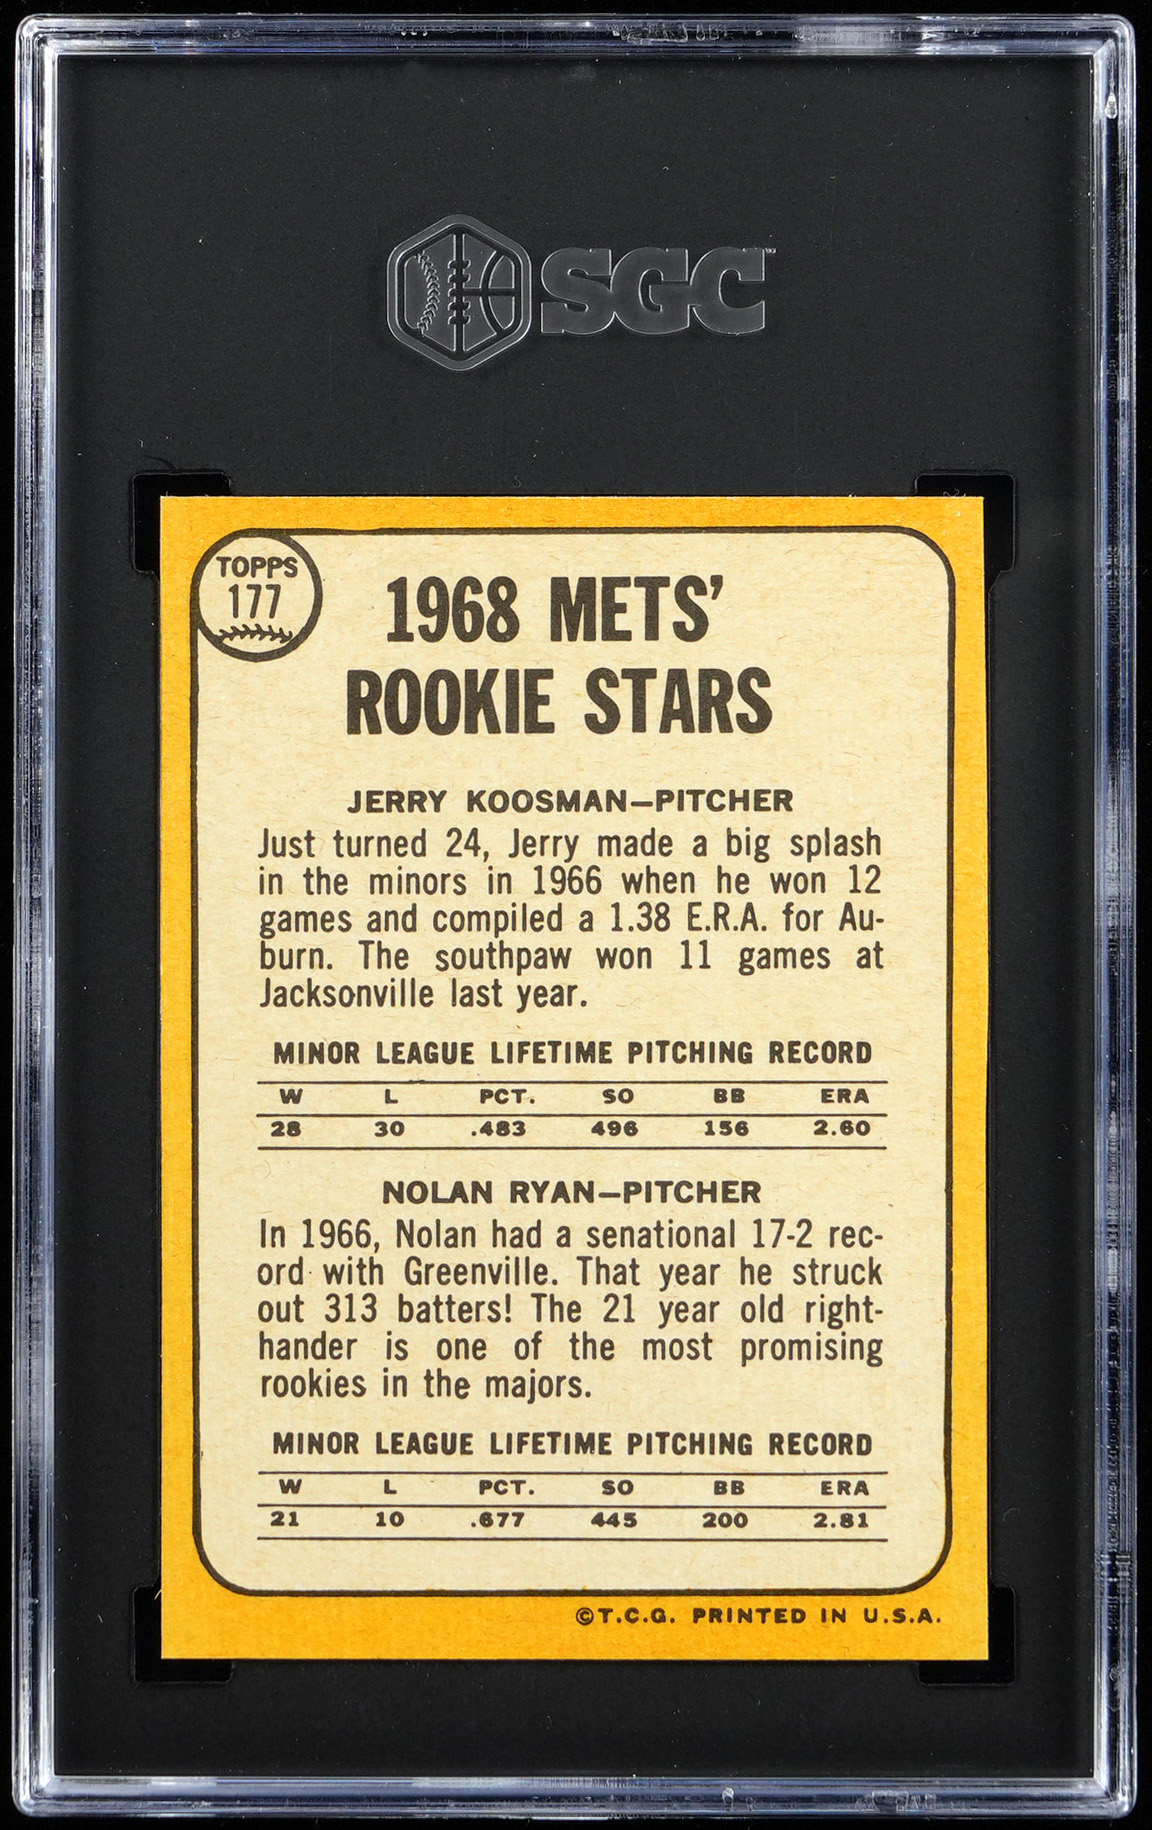 SGC
TOPPS
177
1968 METS'
ROOKIE STARS
JERRY KOOSMAN—PITCHER
Just turned 24, Jerry made a big splash
in the minors in 1966 when he won 12
games and compiled a 1.38 E.R.A. for Au-
burn. The southpaw won 11 games at
Jacksonville last year.
MINOR LEAGUE LIFETIME PITCHING RECORD
W L PCT. SO BB ERA
28 30 .483 496 156 2.60
NOLAN RYAN—PITCHER
In 1966, Nolan had a senational 17-2 rec-
ord with Greenville. That year he struck
out 313 batters! The 21 year old right-
hander is one of the most promising
rookies in the majors.
MINOR LEAGUE LIFETIME PITCHING RECORD
W L PCT. SO BB ERA
21 10 .677 445 200 2.81
©T.C.G. PRINTED IN U.S.A.